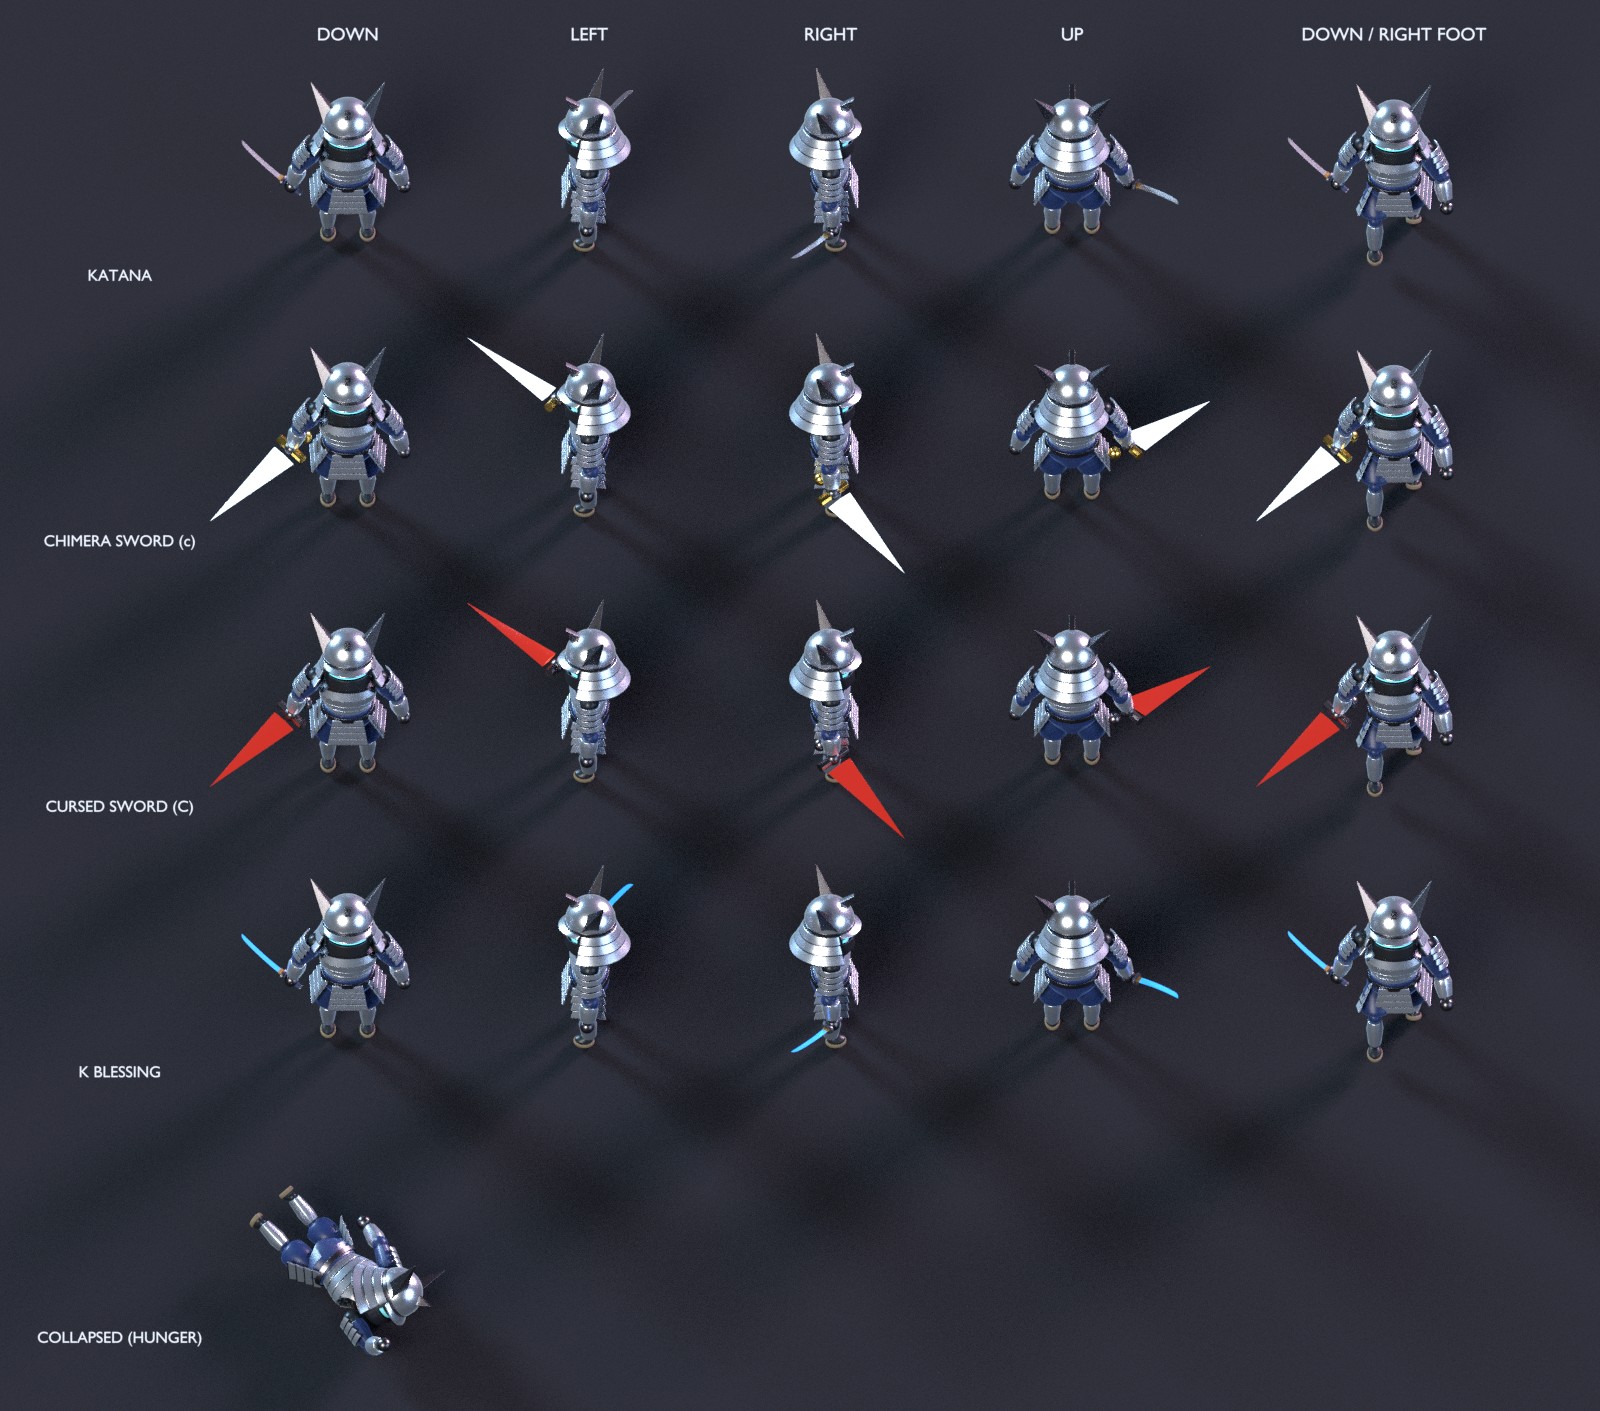 DOWN LEFT RIGHT UP DOWN / RIGHT FOOT
KATANA
CHIMERA SWORD (c)
CURSED SWORD (C)
K BLESSING
COLLAPSED (HUNGER)